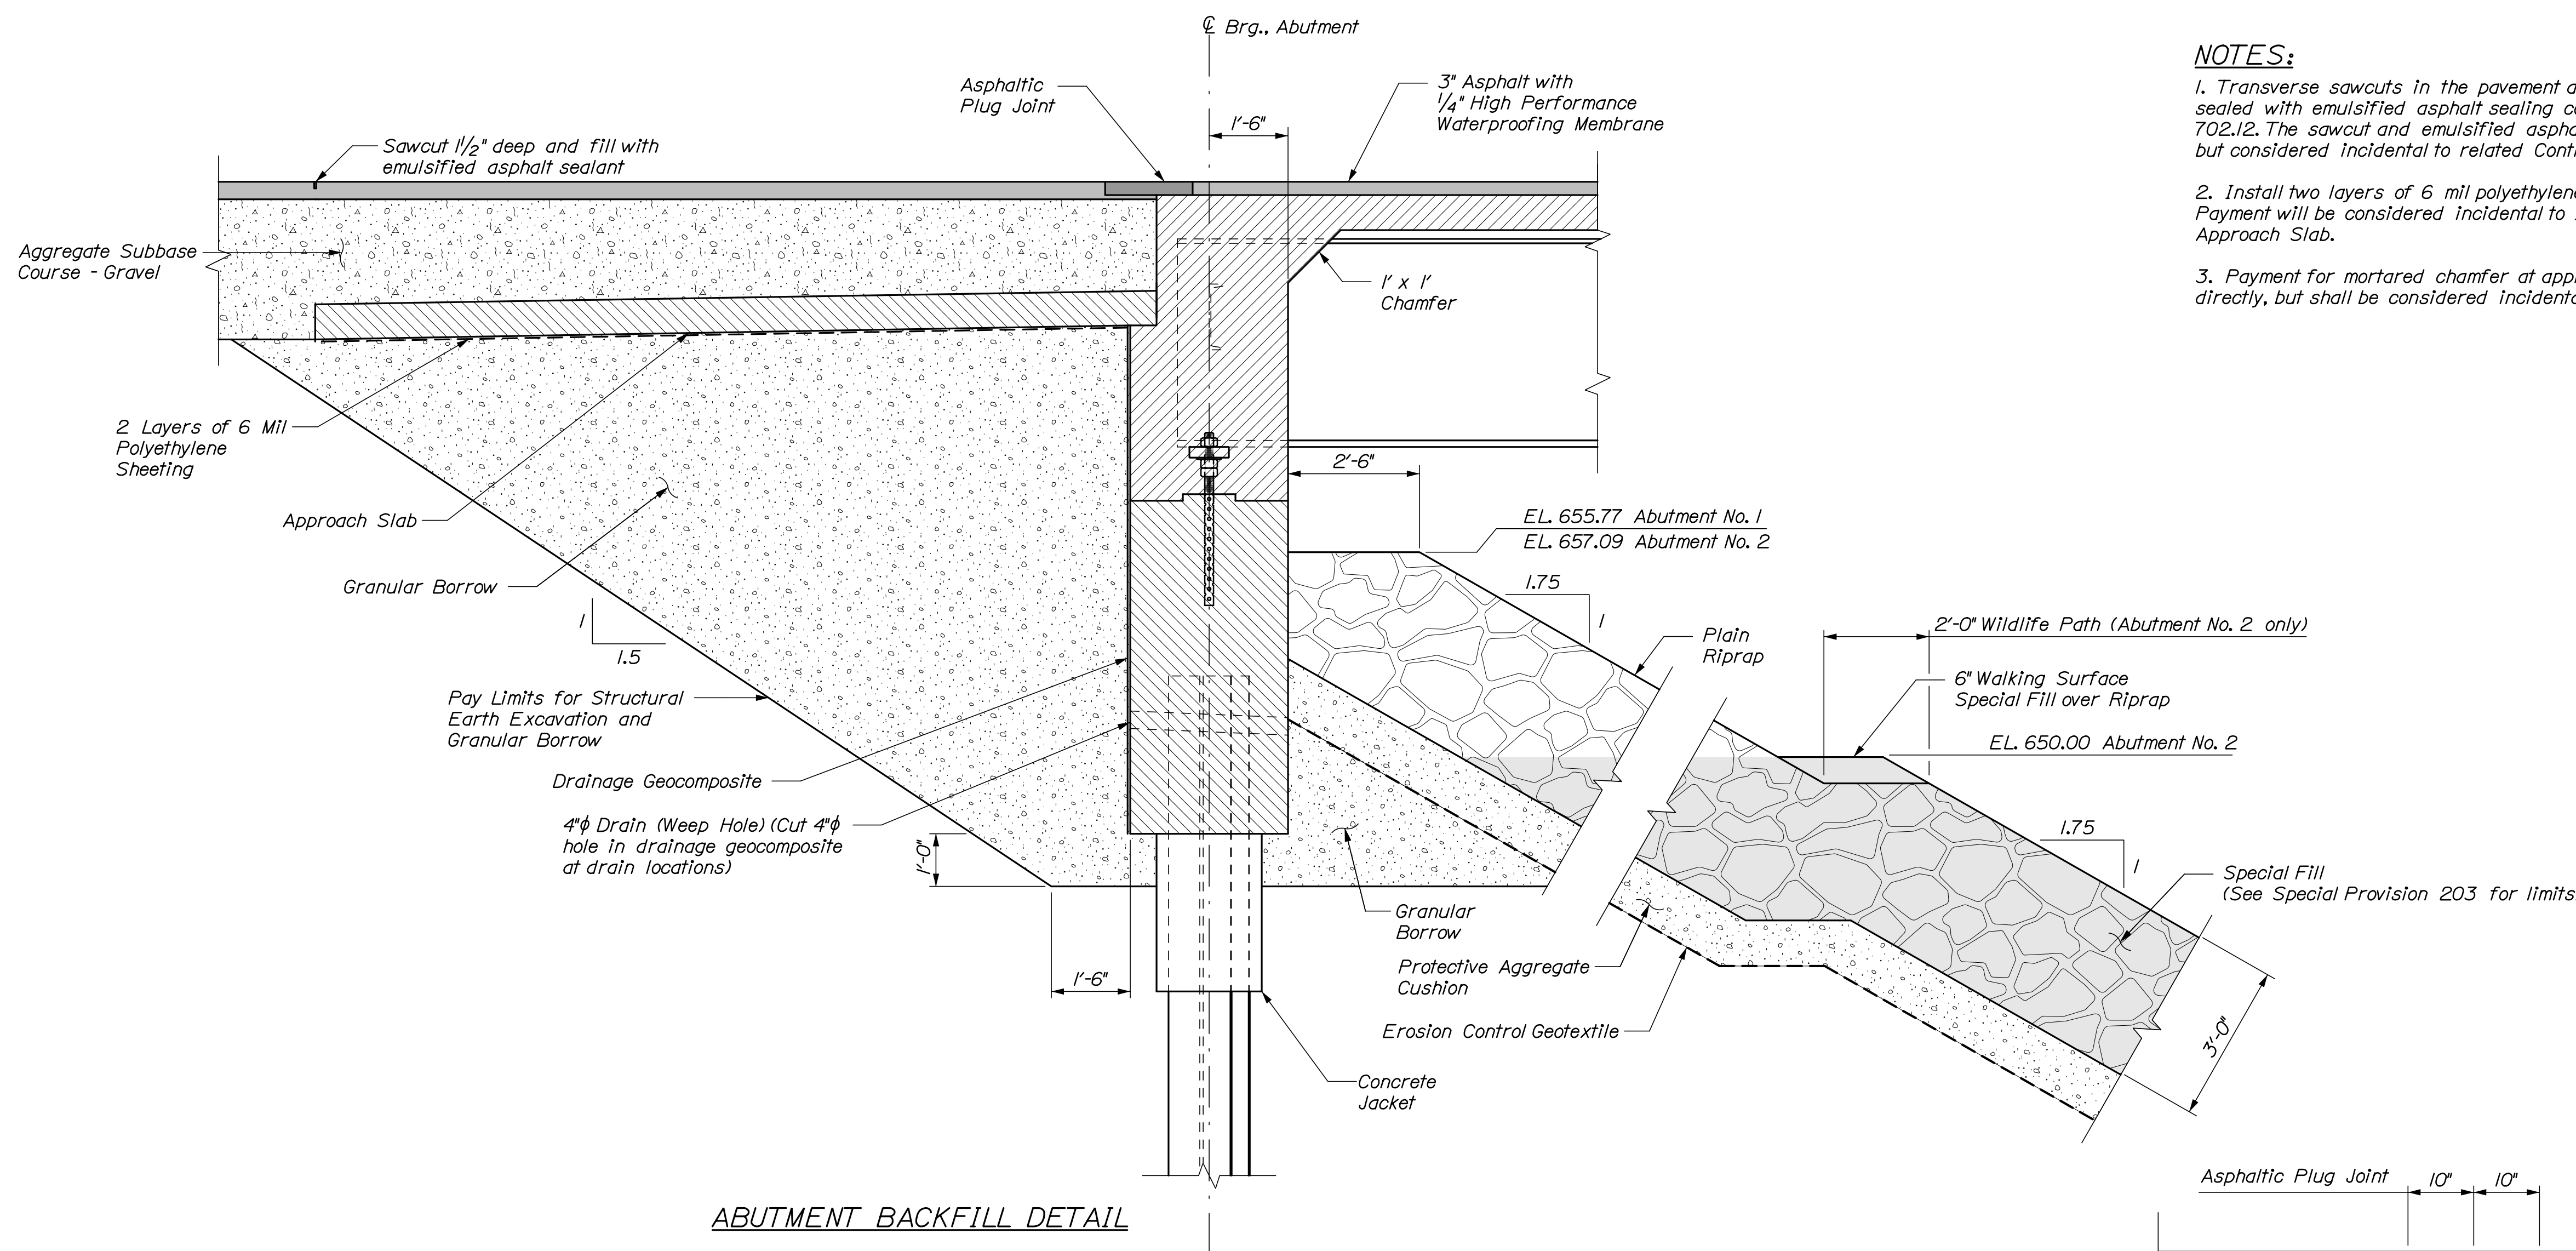 ℄ Brg., Abutment
Asphaltic
Plug Joint
3" Asphalt with
1/4" High Performance
Waterproofing Membrane
1'-6"
Sawcut 1 1/2" deep and fill with
emulsified asphalt sealant
Aggregate Subbase
Course - Gravel
1' x 1'
Chamfer
2 Layers of 6 Mil
Polyethylene
Sheeting
Approach Slab
Granular Borrow
1
1.5
Pay Limits for Structural
Earth Excavation and
Granular Borrow
Drainage Geocomposite
4"ϕ Drain (Weep Hole) (Cut 4"ϕ
hole in drainage geocomposite
at drain locations)
1'-0"
1'-6"
2'-6"
EL. 655.77 Abutment No. 1
EL. 657.09 Abutment No. 2
1.75
1
Plain
Riprap
2'-0" Wildlife Path (Abutment No. 2 only)
6" Walking Surface
Special Fill over Riprap
EL. 650.00 Abutment No. 2
1.75
1
Special Fill
(See Special Provision 203 for limits
Granular
Borrow
Protective Aggregate
Cushion
Erosion Control Geotextile
Concrete
Jacket
3'-0"
ABUTMENT BACKFILL DETAIL
NOTES:
1. Transverse sawcuts in the pavement
sealed with emulsified asphalt sealing
702.12. The sawcut and emulsified
but considered incidental to related
2. Install two layers of 6 mil polyethylene
Payment will be considered incidental to
Approach Slab.
3. Payment for mortared chamfer at
directly, but shall be considered
Asphaltic Plug Joint
10"
10"